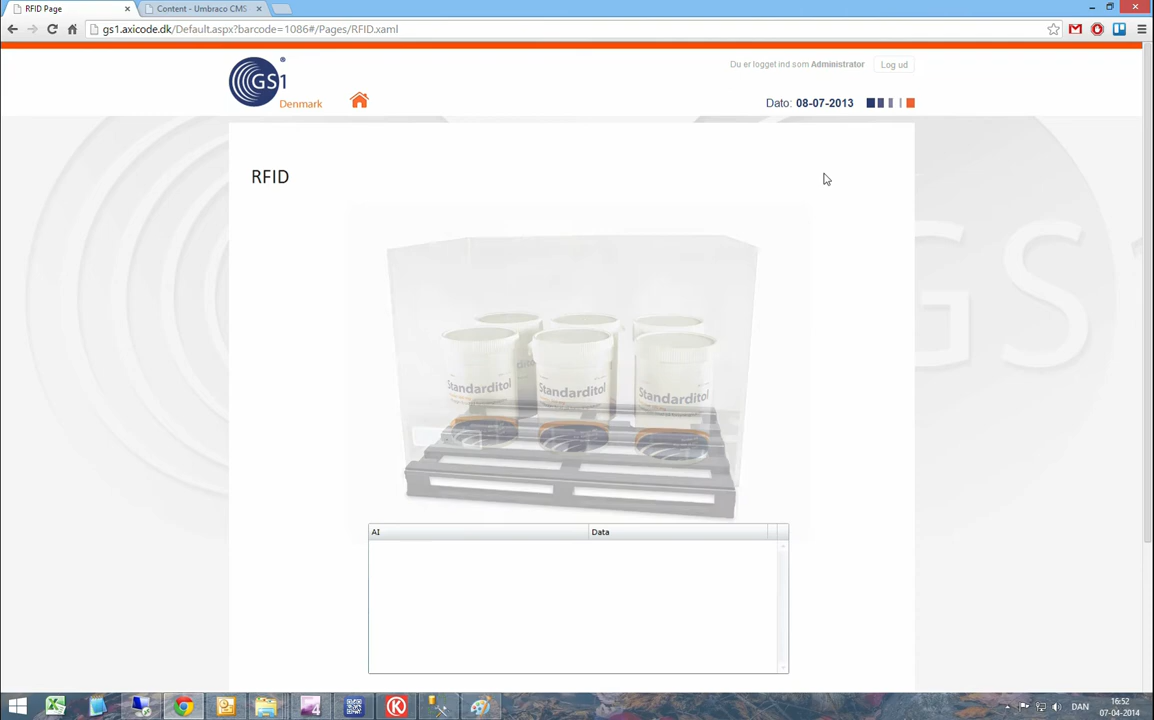 RFID Page
Content - Umbraco CMS
gs1.axicode.dk/Default.aspx?barcode=1086#/Pages/RFID.xaml
GS1
®
Denmark
Du er logget ind som Administrator
Log ud
Dato: 08-07-2013
RFID
Standarditol
Standarditol
Standarditol
AI
Data
DAN
16:52
07-04-2014